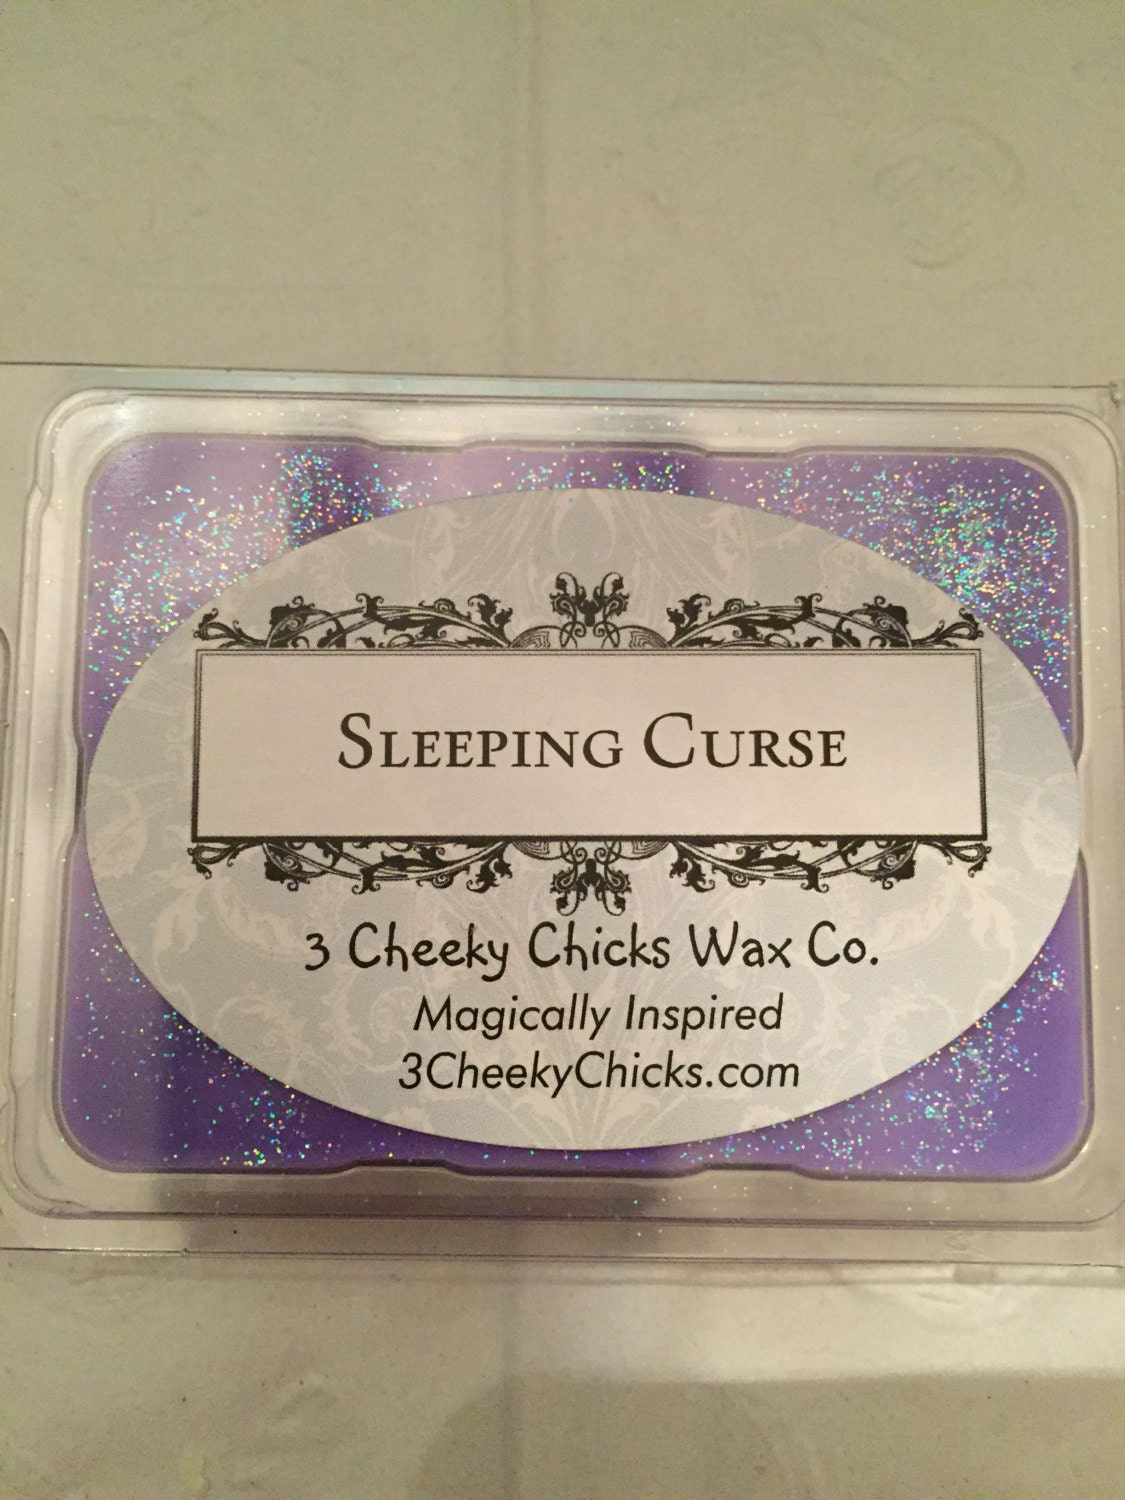 Sleeping Curse
3 Cheeky Chicks Wax Co.
Magically Inspired
3CheekyChicks.com